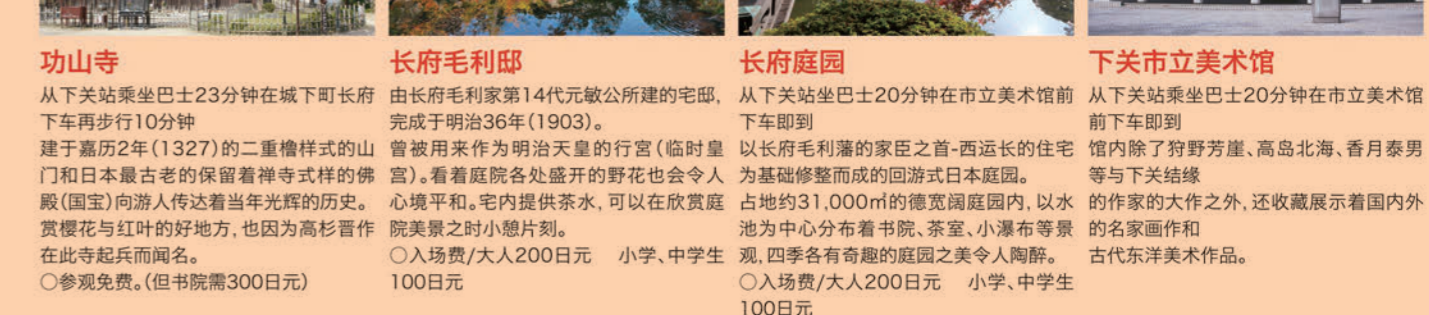 功山寺
从下关站乘坐巴士23分钟在城下町长府
下车再步行10分钟
建于嘉历2年(1327)的二重橹样式的山
门和日本最古老的保留着禅寺式样的佛
殿(国宝)向游人传达着当年光辉的历史。
赏樱花与红叶的好地方,也因为高杉晋作
在此寺起兵而闻名。
○参观免费。(但书院需300日元)
长府毛利邸
由长府毛利家第14代元敏公所建的宅邸,
完成于明治36年(1903)。
曾被用来作为明治天皇的行宫(临时皇
宫)。看着庭院各处盛开的野花也会令人
心境平和。宅内提供茶水,可以在欣赏庭
院美景之时小憩片刻。
○入场费/大人200日元　小学、中学生
100日元
长府庭园
从下关站坐巴士20分钟在市立美术馆前
下车即到
以长府毛利藩的家臣之首-西运长的住宅
为基础修整而成的回游式日本庭园。
占地约31,000㎡的德宽阔庭园内,以水
池为中心分布着书院、茶室、小瀑布等景
观,四季各有奇趣的庭园之美令人陶醉。
○入场费/大人200日元　小学、中学生
100日元
下关市立美术馆
从下关站乘坐巴士20分钟在市立美术馆
前下车即到
馆内除了狩野芳崖、高岛北海、香月泰男
等与下关结缘
的作家的大作之外,还收藏展示着国内外
的名家画作和
古代东洋美术作品。